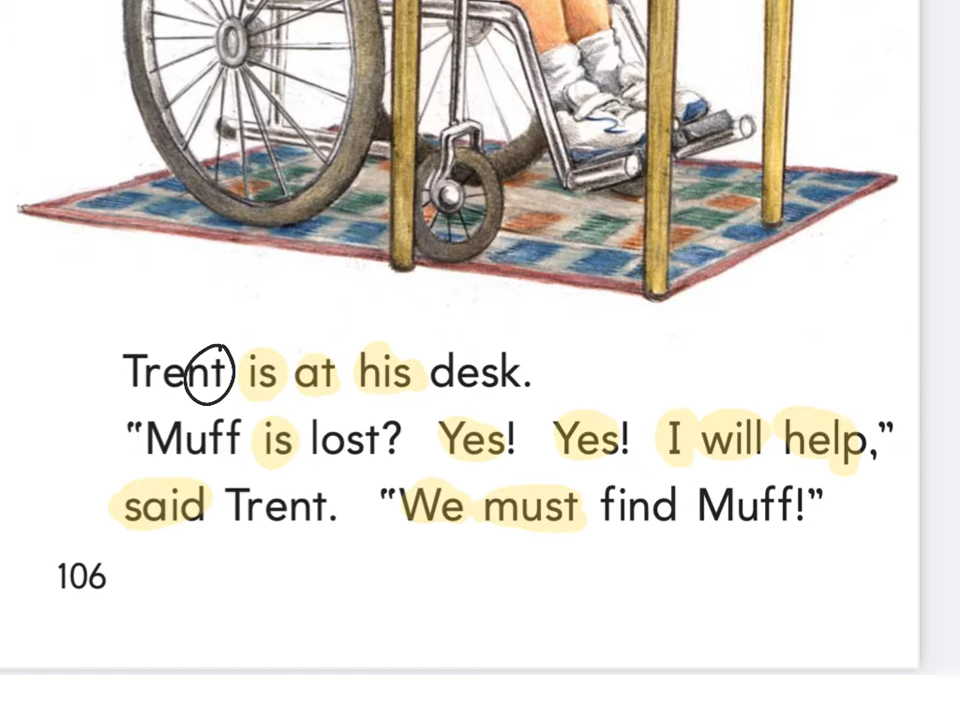 Trent is at his desk.
“Muff is lost? Yes! Yes! I will help,”
said Trent. “We must find Muff!”
106